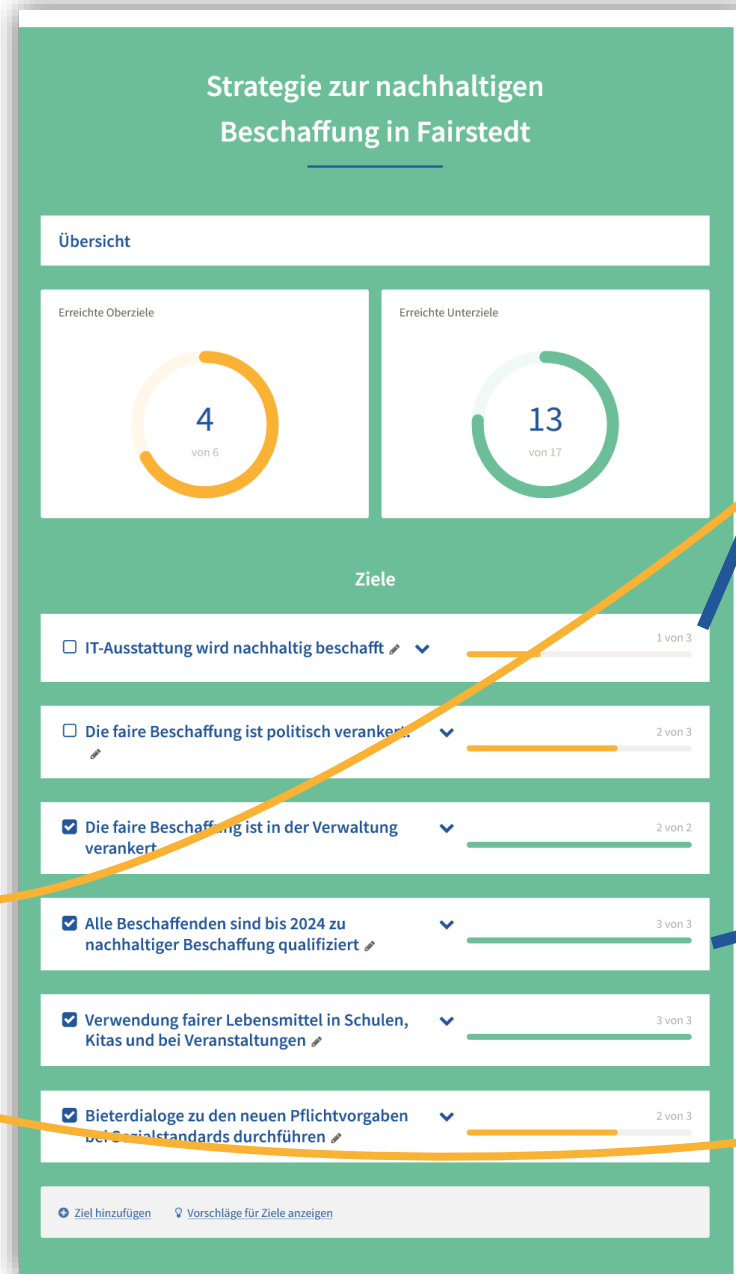 Strategie zur nachhaltigen
Beschaffung in Fairstedt
Übersicht
Erreichte Oberziele
4
von 6
Erreichte Unterziele
13
von 17
Ziele
IT-Ausstattung wird nachhaltig beschafft
1 von 3
Die faire Beschaffung ist politisch verankert.
2 von 3
Die faire Beschaffung ist in der Verwaltung
verankert
2 von 2
Alle Beschaffenden sind bis 2024 zu
nachhaltiger Beschaffung qualifiziert
3 von 3
Verwendung fairer Lebensmittel in Schulen,
Kitas und bei Veranstaltungen
3 von 3
Bieterdialoge zu den neuen Pflichtvorgaben
bei Sozialstandards durchführen
2 von 3
Ziel hinzufügen Vorschläge für Ziele anzeigen